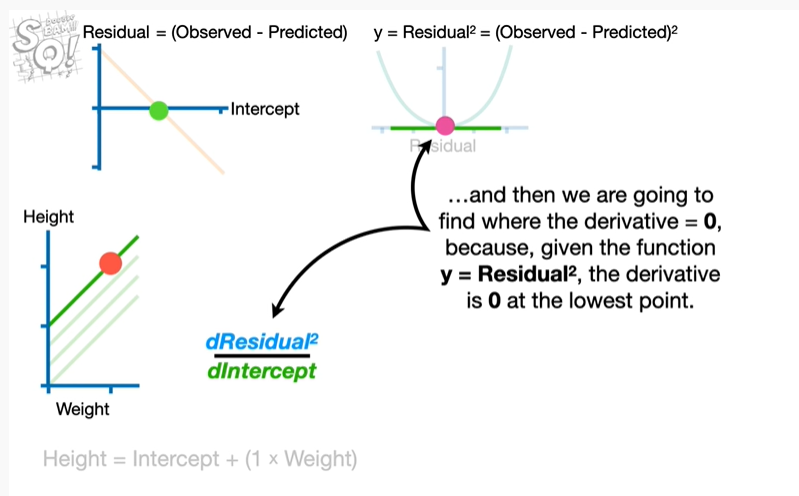 SQ!
Residual = (Observed - Predicted)
y = Residual² = (Observed - Predicted)²
Intercept
Residual
…and then we are going to
find where the derivative = 0,
because, given the function
y = Residual², the derivative
is 0 at the lowest point.
Height
dResidual²
dIntercept
Weight
Height = Intercept + (1 × Weight)